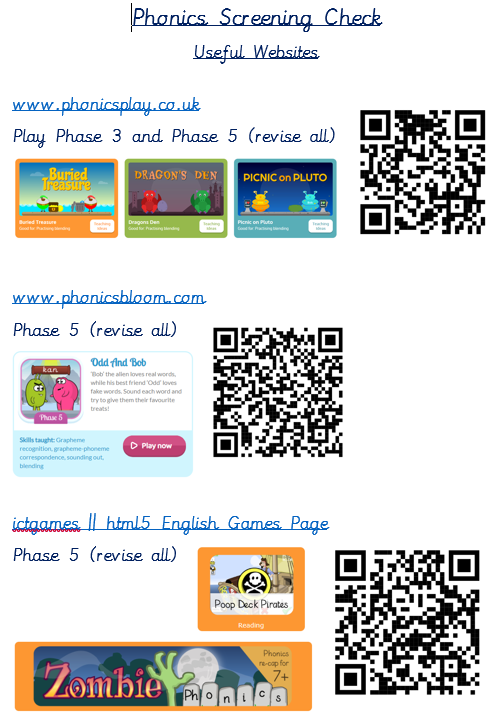 Phonics Screening Check
Useful Websites
www.phonicsplay.co.uk
Play Phase 3 and Phase 5 (revise all)
Buried Treasure
DRAGON'S DEN
PICNIC on PLUTO
Buried Treasure
Good for: Practising blending
Teaching ideas
Dragons Den
Good for: Practising blending
Teaching ideas
Picnic on Pluto
Good for: Practising blending
Teaching ideas
www.phonicsbloom.com
Phase 5 (revise all)
kan
Phase 5
Odd And Bob
'Bob' the alien loves real words,
while his best friend 'Odd' loves
fake words. Sound each word and
try to give them their favourite
treats!
Skills taught: Grapheme
recognition, grapheme-phoneme
correspondence, sounding out,
blending
Play now
ictgames || html5 English Games Page
Phase 5 (revise all)
Poop Deck Pirates
Reading
Zombie Phonics
Phonics
re-cap for
7+